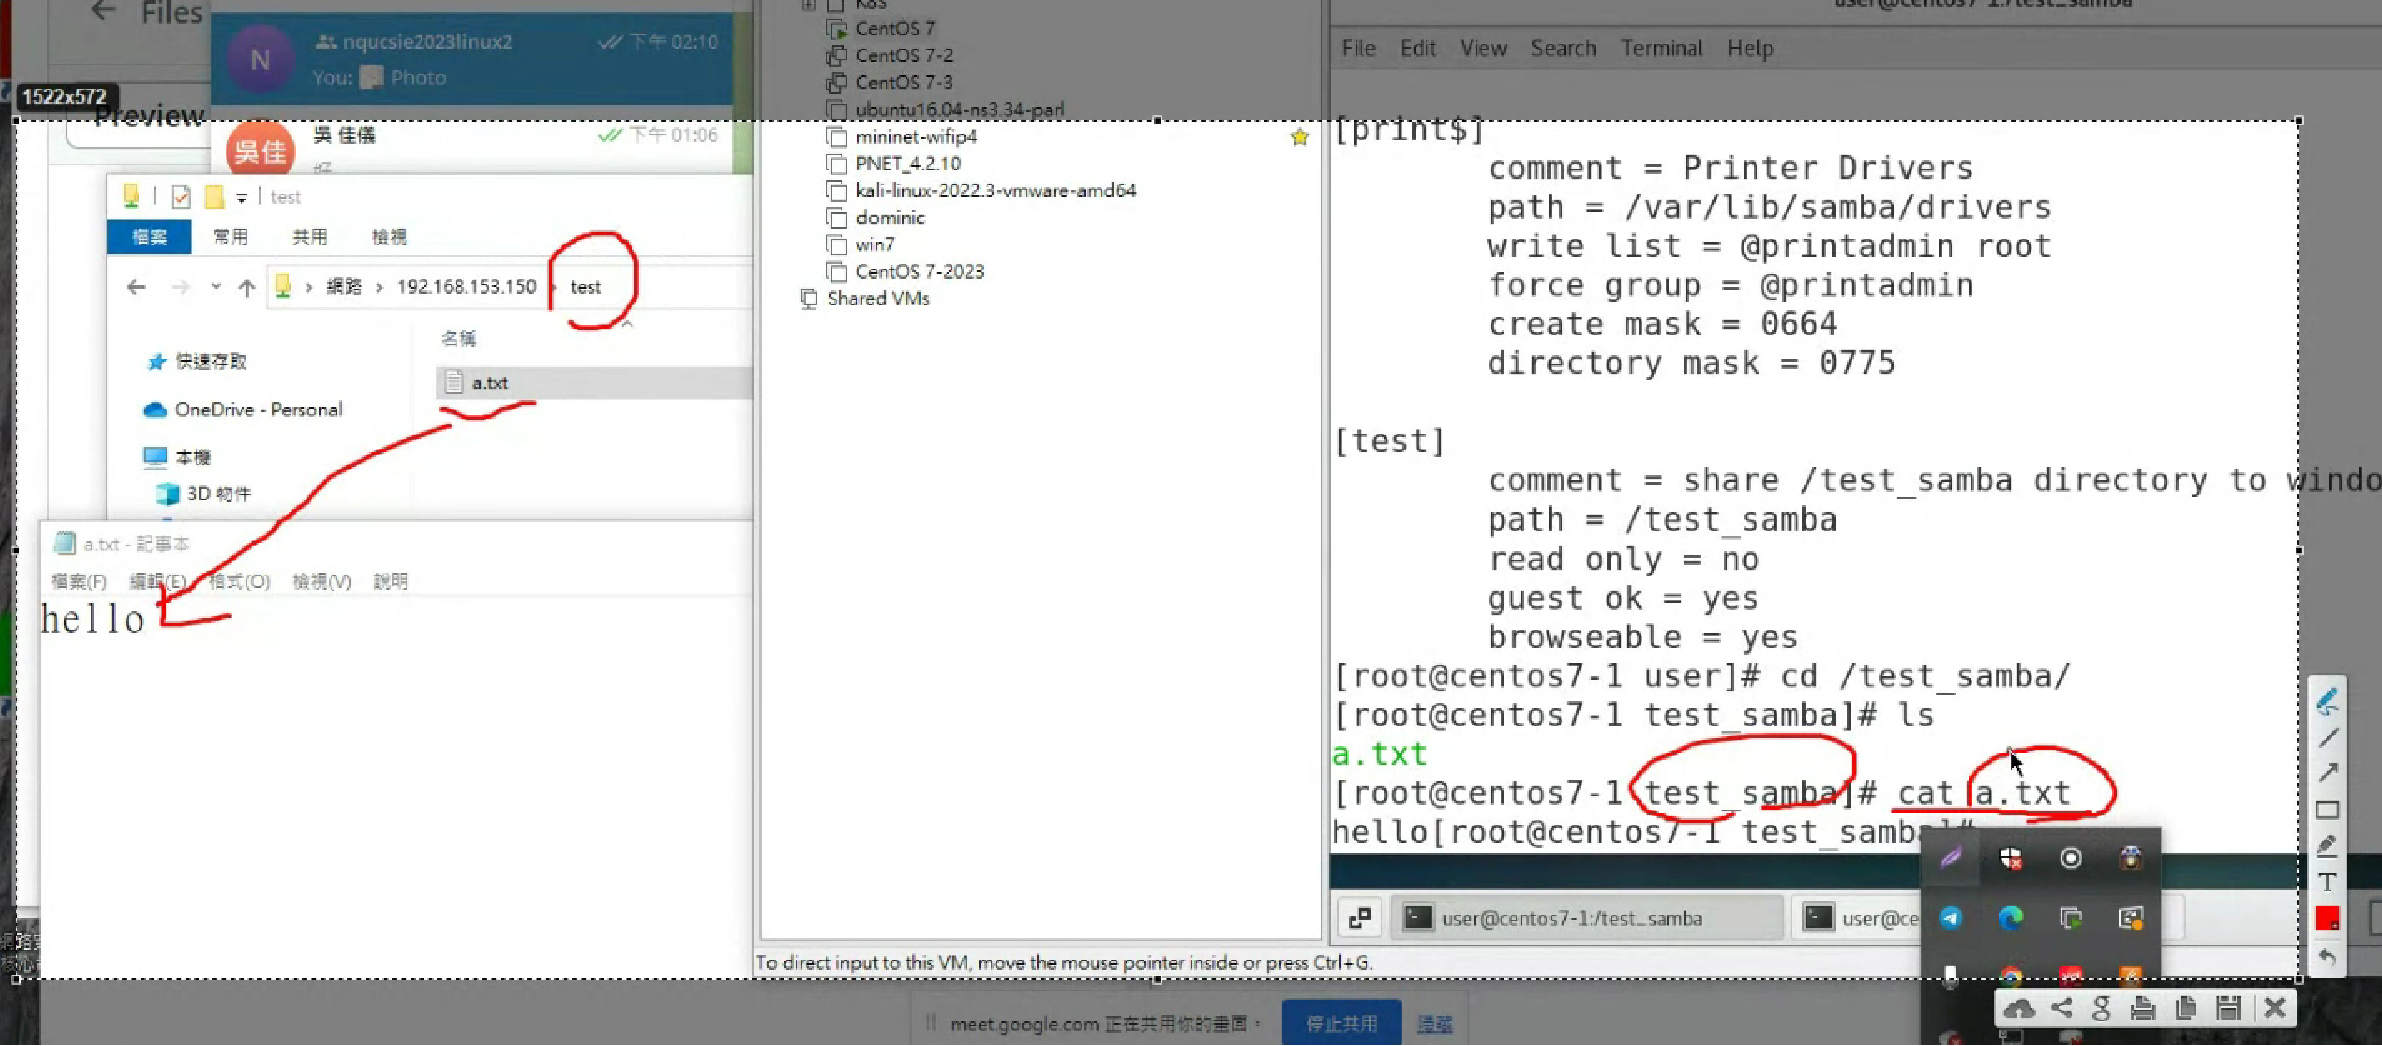 Files
nqucsie2023linux2
下午 02:10
N
You: Photo
1522x572
Preview
吳 佳儀
下午 01:06
吳佳
好
test
檔案
常用
共用
檢視
網路 › 192.168.153.150 › test
名稱
快速存取
a.txt
OneDrive - Personal
本機
3D 物件
a.txt - 記事本
檔案(F) 編輯(E) 格式(O) 檢視(V) 說明
hello
K8S
CentOS 7
CentOS 7-2
CentOS 7-3
ubuntu16.04-ns3.34-parl
mininet-wifip4
PNET_4.2.10
kali-linux-2022.3-vmware-amd64
dominic
win7
CentOS 7-2023
Shared VMs
To direct input to this VM, move the mouse pointer inside or press Ctrl+G.
user@centos7-1:/test_samba
File Edit View Search Terminal Help
[print$]
comment = Printer Drivers
path = /var/lib/samba/drivers
write list = @printadmin root
force group = @printadmin
create mask = 0664
directory mask = 0775
[test]
comment = share /test_samba directory to windo
path = /test_samba
read only = no
guest ok = yes
browseable = yes
[root@centos7-1 user]# cd /test_samba/
[root@centos7-1 test_samba]# ls
a.txt
[root@centos7-1 test_samba]# cat a.txt
hello[root@centos7-1 test_samba]#
user@centos7-1:/test_samba
user@ce
T
meet.google.com 正在共用你的畫面。
停止共用
隱藏